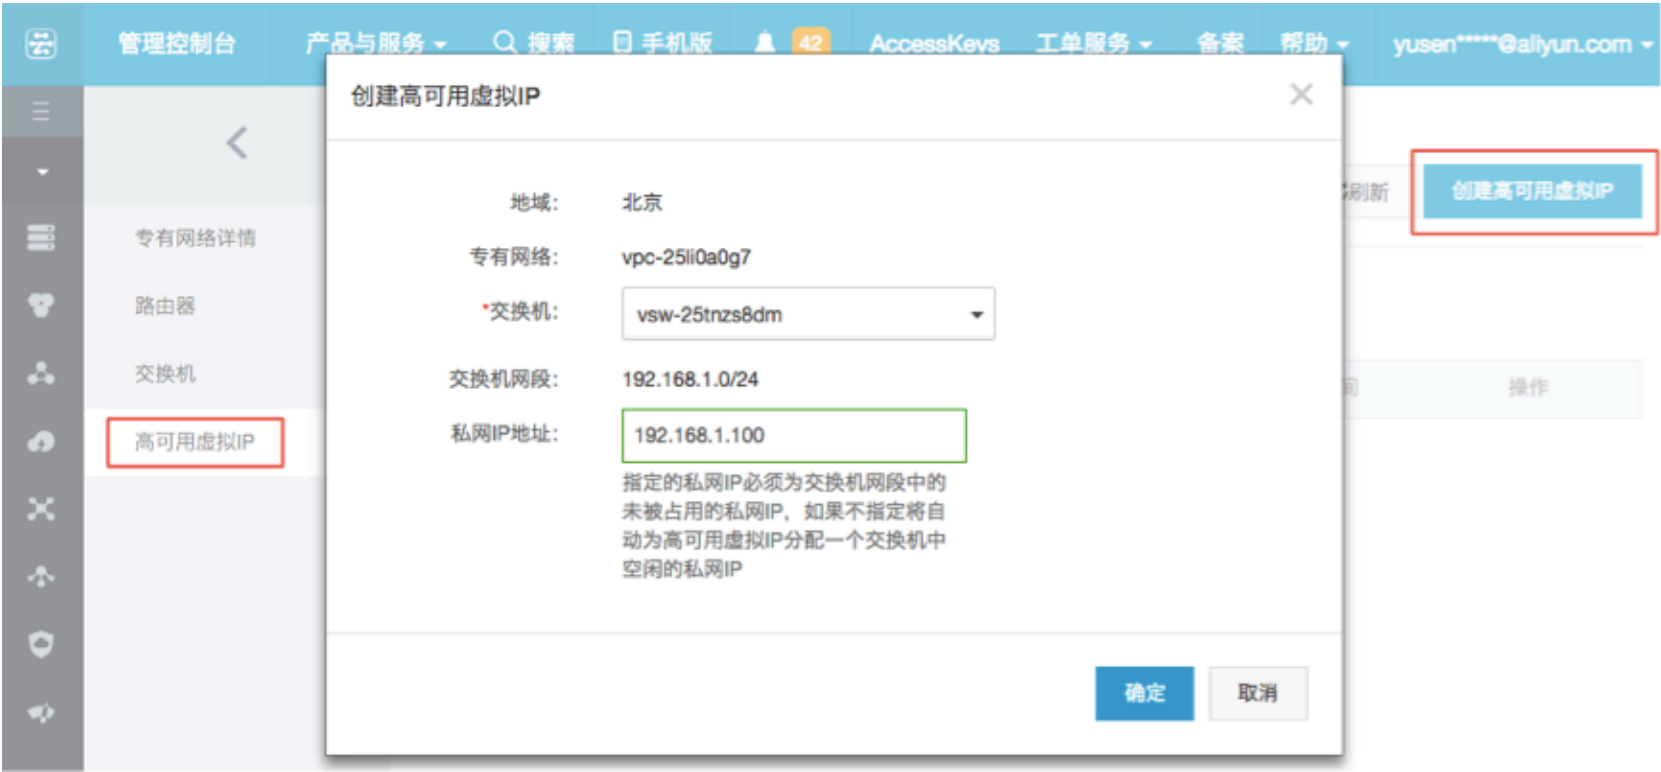 管理控制台 产品与服务 搜索 手机版 42 AccessKeys 工单服务 备案 帮助 yusen*****@aliyun.com
创建高可用虚拟IP
刷新 创建高可用虚拟IP
专有网络详情
路由器
交换机
高可用虚拟IP
地域: 北京
专有网络: vpc-25li0a0g7
*交换机: vsw-25tnzs8dm
交换机网段: 192.168.1.0/24
操作
私网IP地址: 192.168.1.100
指定的私网IP必须为交换机网段中的
未被占用的私网IP，如果不指定将自
动为高可用虚拟IP分配一个交换机中
空闲的私网IP
确定 取消